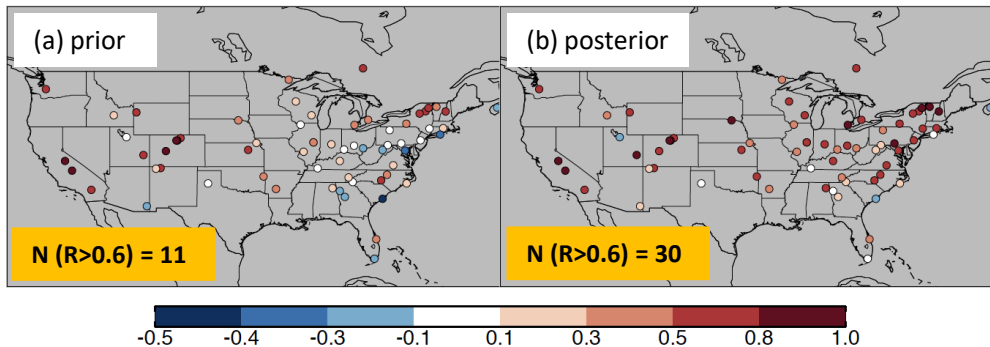 (a) prior
(b) posterior
N (R>0.6) = 11
N (R>0.6) = 30
-0.5 -0.4 -0.3 -0.1 0.1 0.3 0.5 0.8 1.0